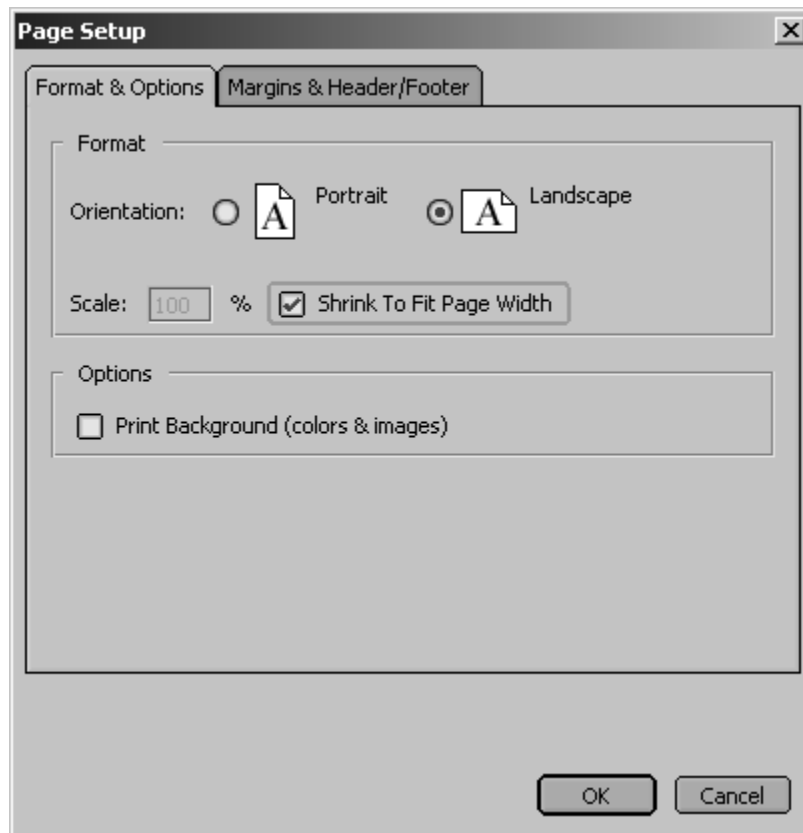 Page Setup
Format & Options Margins & Header/Footer
Format
Orientation: A Portrait A Landscape
Scale: 100 % Shrink To Fit Page Width
Options
Print Background (colors & images)
OK Cancel